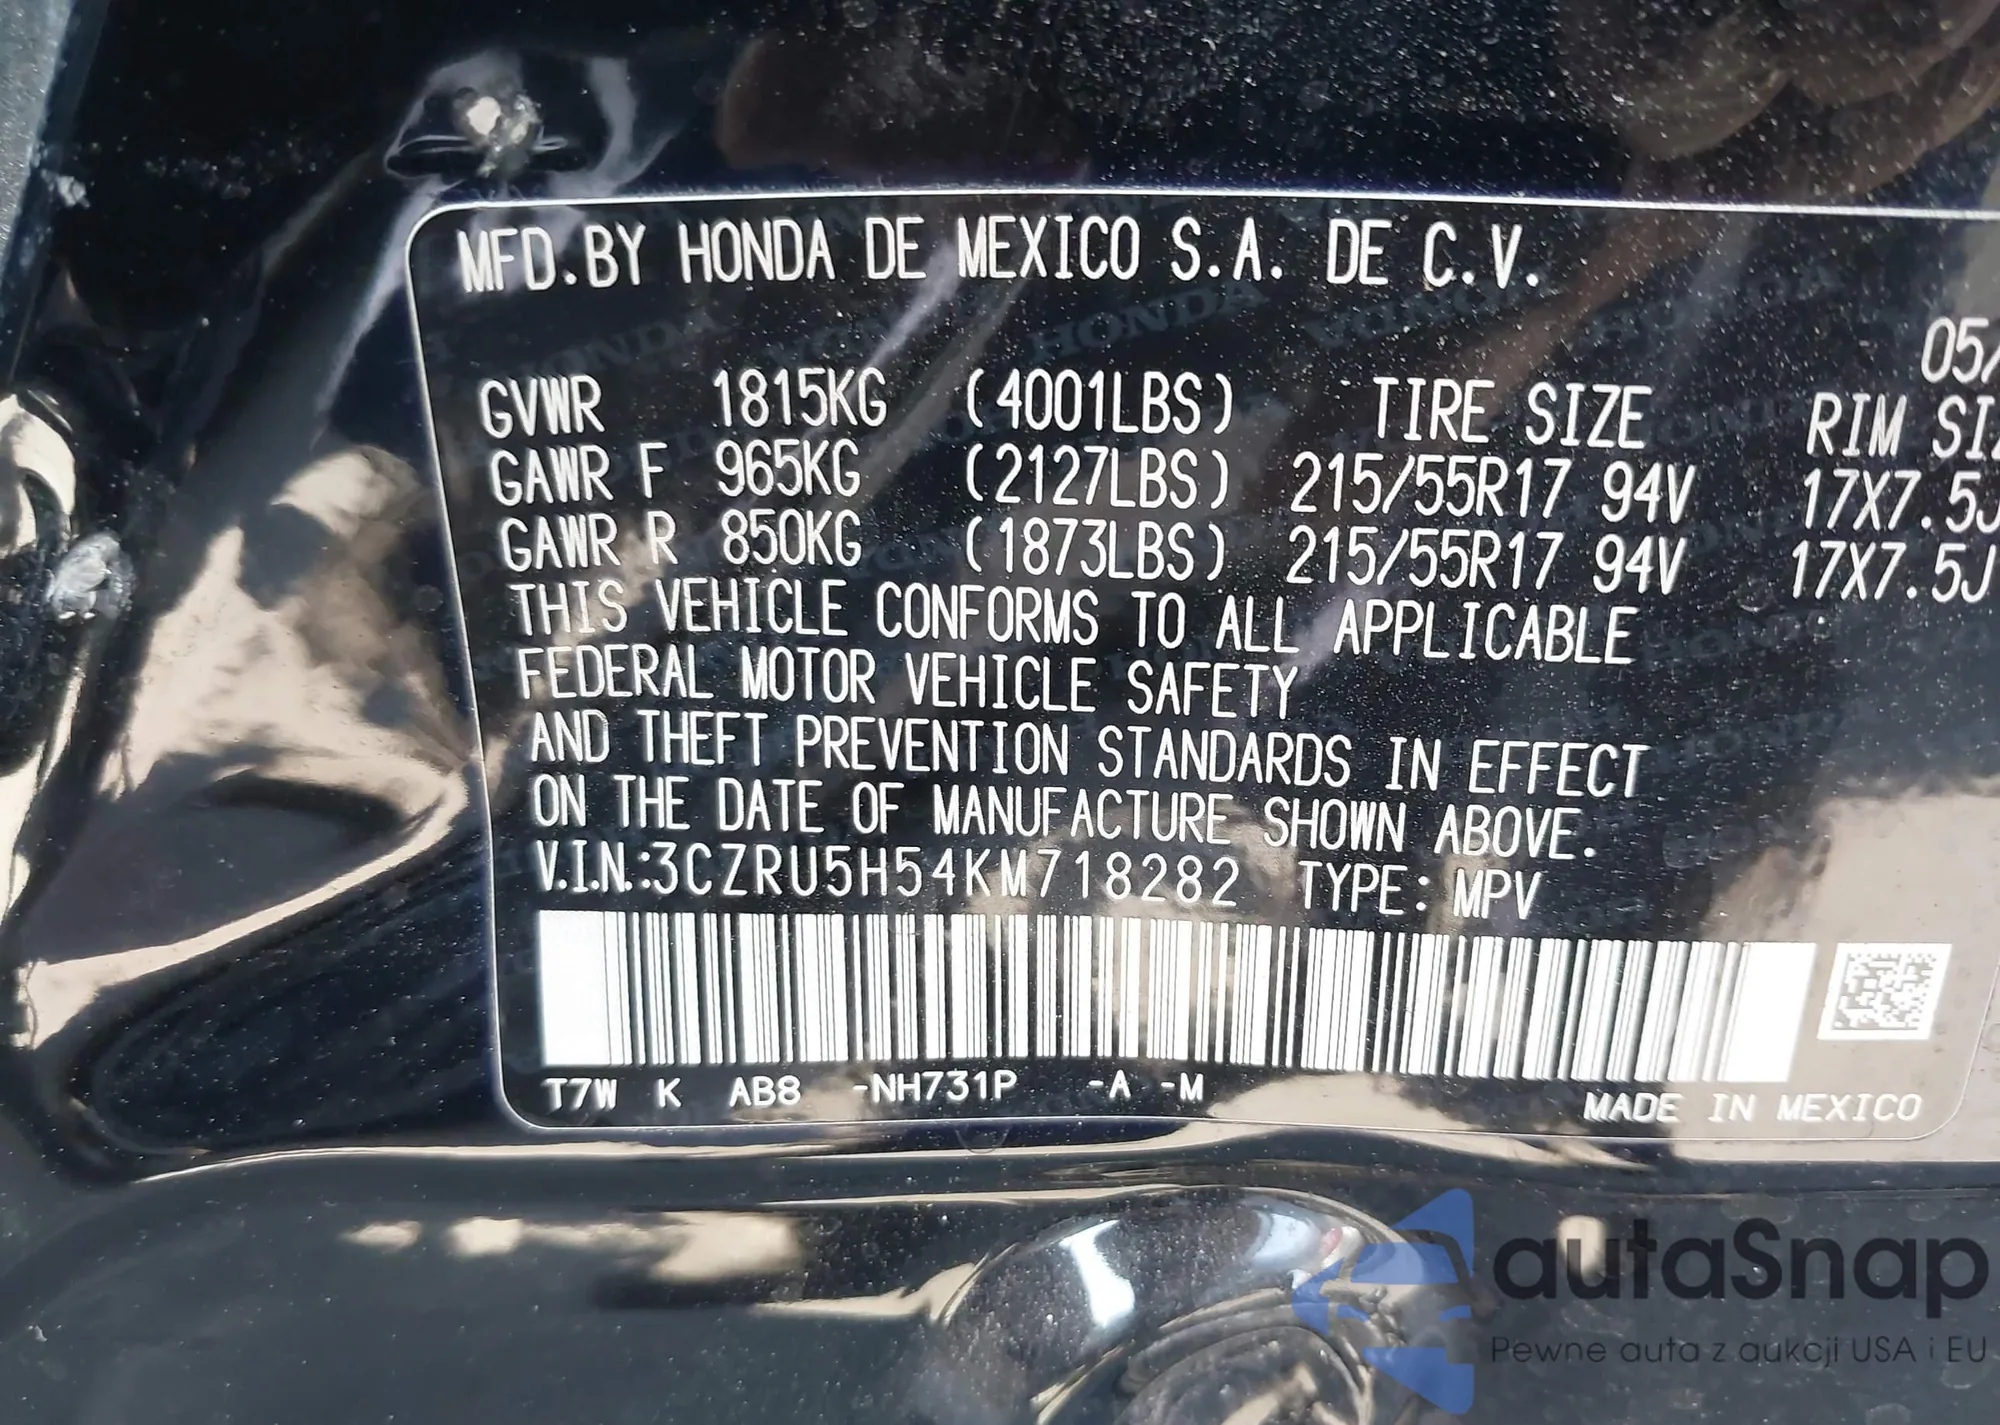 MFD.BY HONDA DE MEXICO S.A. DE C.V.
05/
GVWR 1815KG (4001LBS) TIRE SIZE RIM SIZ
GAWR F 965KG (2127LBS) 215/55R17 94V 17X7.5J
GAWR R 850KG (1873LBS) 215/55R17 94V 17X7.5J
THIS VEHICLE CONFORMS TO ALL APPLICABLE
FEDERAL MOTOR VEHICLE SAFETY
AND THEFT PREVENTION STANDARDS IN EFFECT
ON THE DATE OF MANUFACTURE SHOWN ABOVE.
V.I.N.:3CZRU5H54KM718282 TYPE: MPV
T7W K AB8 -NH731P -A -M
MADE IN MEXICO
autaSnap
Pewne auta z aukcji USA i EU